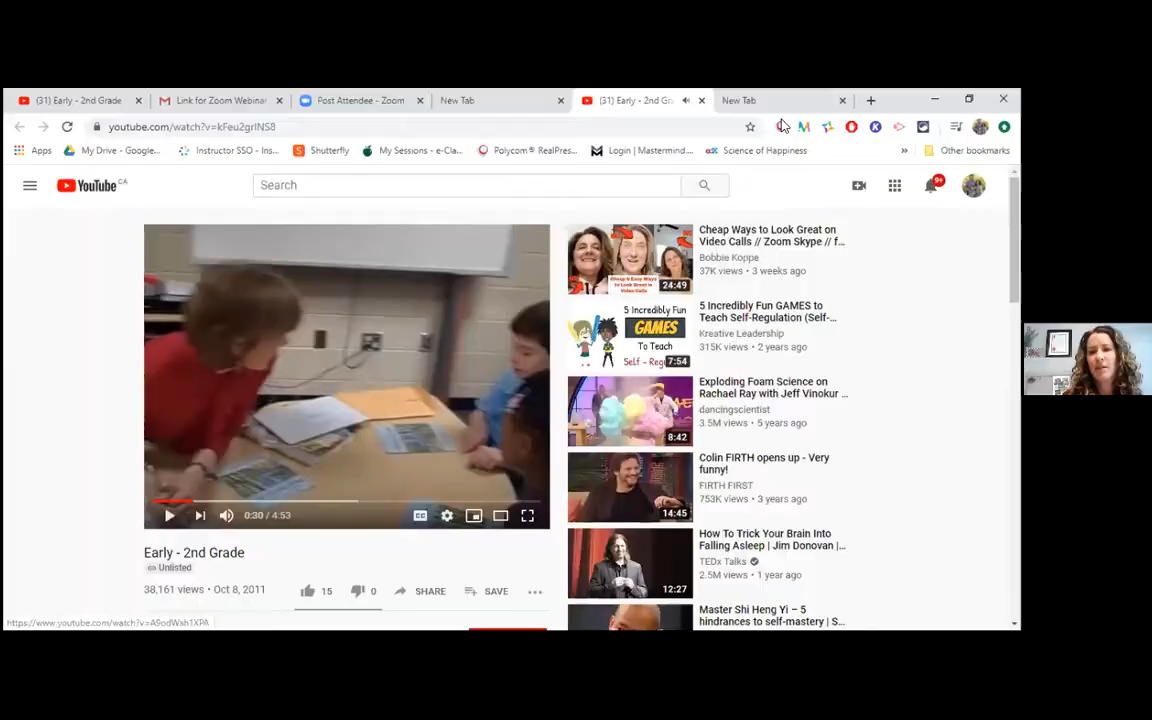 (31) Early - 2nd Grade
Link for Zoom Webinar
Post Attendee - Zoom
New Tab
(31) Early - 2nd Gra
New Tab
youtube.com/watch?v=kFeu2grINS8
Apps
My Drive - Google...
Instructor SSO - Ins...
Shutterfly
My Sessions - e-Cla...
Polycom® RealPres...
Login | Mastermind...
Science of Happiness
»
Other bookmarks
YouTube CA
Search
9+
Cheap Ways to Look Great on
Video Calls // Zoom Skype // f...
Bobbie Koppe
37K views • 3 weeks ago
24:49
5 Incredibly Fun
GAMES
To Teach
7:54
5 Incredibly Fun GAMES to
Teach Self-Regulation (Self-...
Kreative Leadership
315K views • 2 years ago
Exploding Foam Science on
Rachael Ray with Jeff Vinokur ...
dancingscientist
3.5M views • 5 years ago
8:42
Colin FIRTH opens up - Very
funny!
FIRTH FIRST
753K views • 3 years ago
14:45
0:30 / 4:53
CC
Early - 2nd Grade
Unlisted
38,161 views • Oct 8, 2011
15
0
SHARE
SAVE
How To Trick Your Brain Into
Falling Asleep | Jim Donovan |...
TEDx Talks
2.5M views • 1 year ago
12:27
Master Shi Heng Yi – 5
hindrances to self-mastery | S...